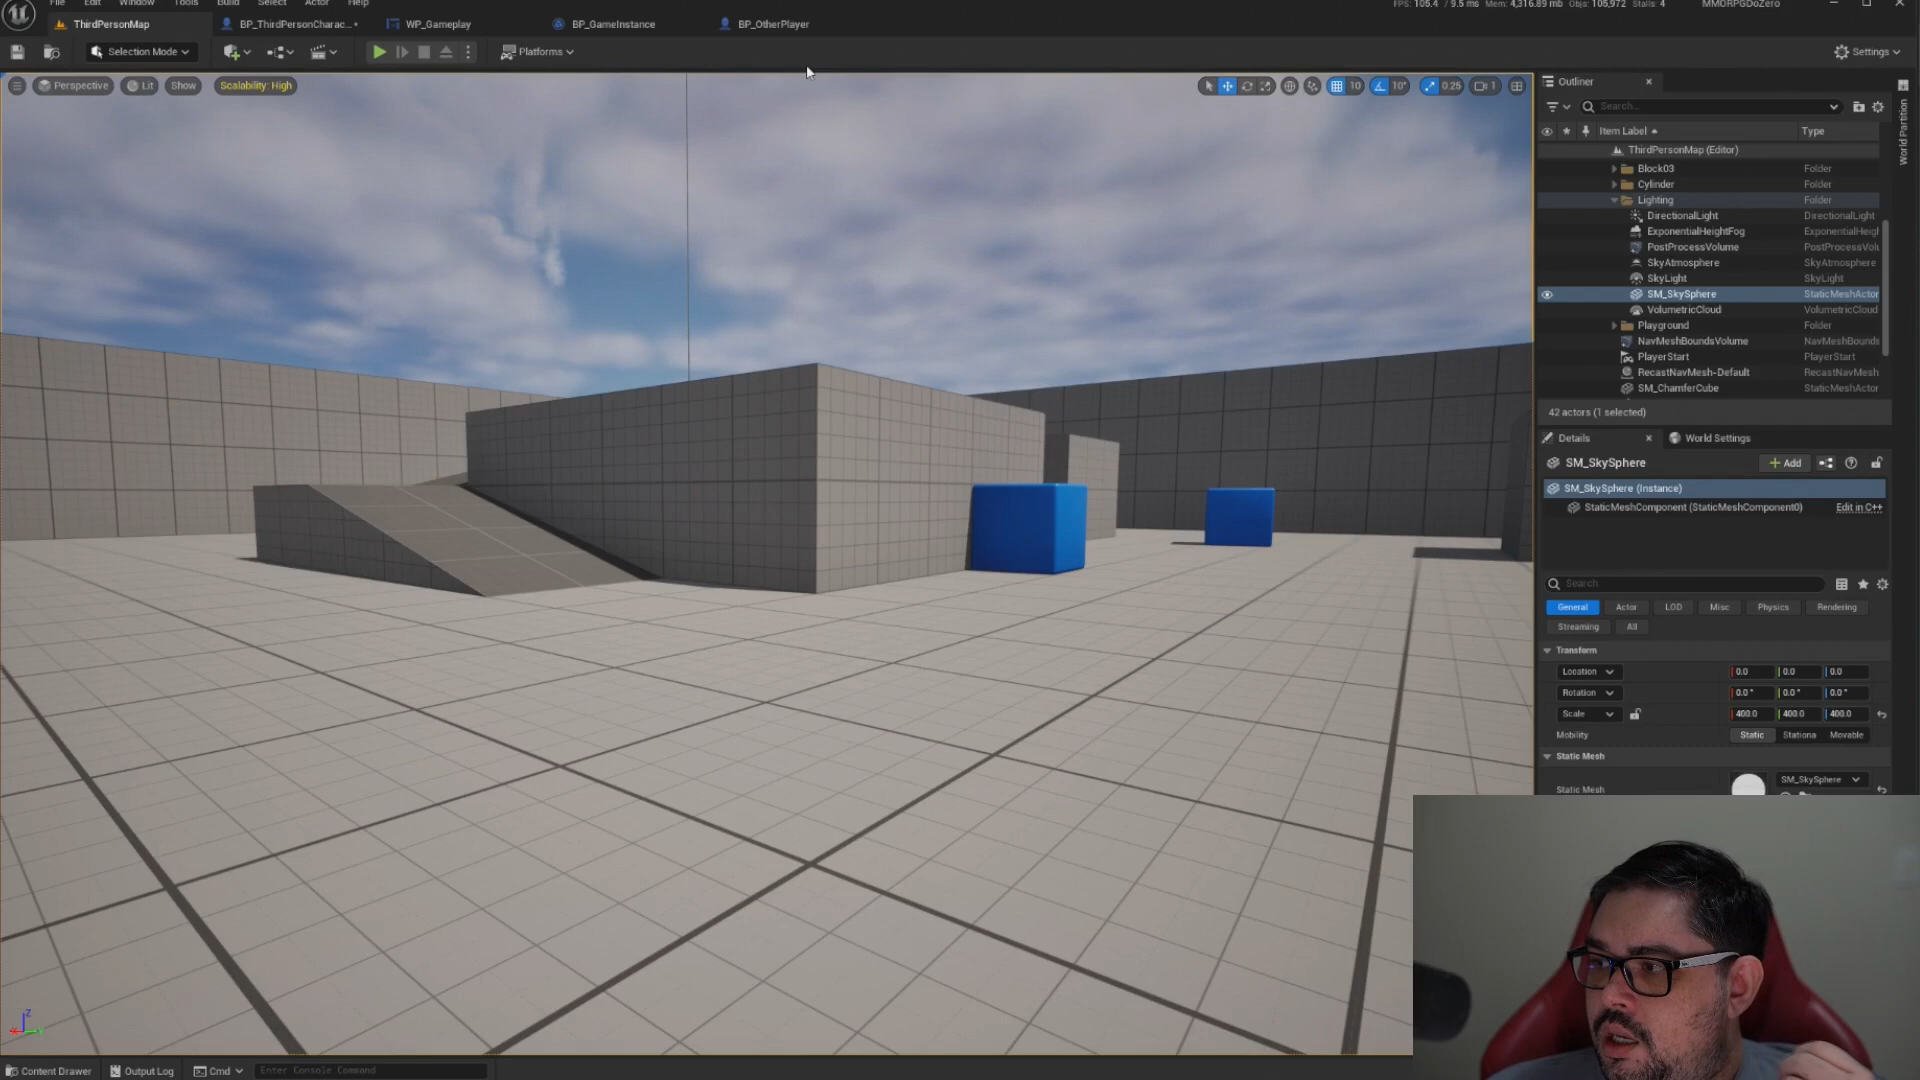 File Edit Window Tools Build Select Actor Help
FPS: 105.4 / 9.5 ms Mem: 4,316.89 mb Objs: 105,972 Stalls: 4 MMORPGDoZero
ThirdPersonMap BP_ThirdPersonCharac...• WP_Gameplay BP_GameInstance BP_OtherPlayer
Selection Mode Platforms Settings
Perspective Lit Show Scalability: High 10 10° 0.25 1
Outliner
Search...
Item Label Type
ThirdPersonMap (Editor)
Block03 Folder
Cylinder Folder
Lighting Folder
DirectionalLight DirectionalLight
ExponentialHeightFog ExponentialHeigh
PostProcessVolume PostProcessVolu
SkyAtmosphere SkyAtmosphere
SkyLight SkyLight
SM_SkySphere StaticMeshActor
VolumetricCloud VolumetricCloud
Playground Folder
NavMeshBoundsVolume NavMeshBounds
PlayerStart PlayerStart
RecastNavMesh-Default RecastNavMesh
SM_ChamferCube StaticMeshActor
42 actors (1 selected)
World Partition
Details World Settings
SM_SkySphere Add
SM_SkySphere (Instance)
StaticMeshComponent (StaticMeshComponent0) Edit in C++
Search
General Actor LOD Misc Physics Rendering
Streaming All
Transform
Location 0.0 0.0 0.0
Rotation 0.0° 0.0° 0.0°
Scale 400.0 400.0 400.0
Mobility Static Stationa Movable
Static Mesh
Static Mesh SM_SkySphere
Z
Content Drawer Output Log Cmd Enter Console Command